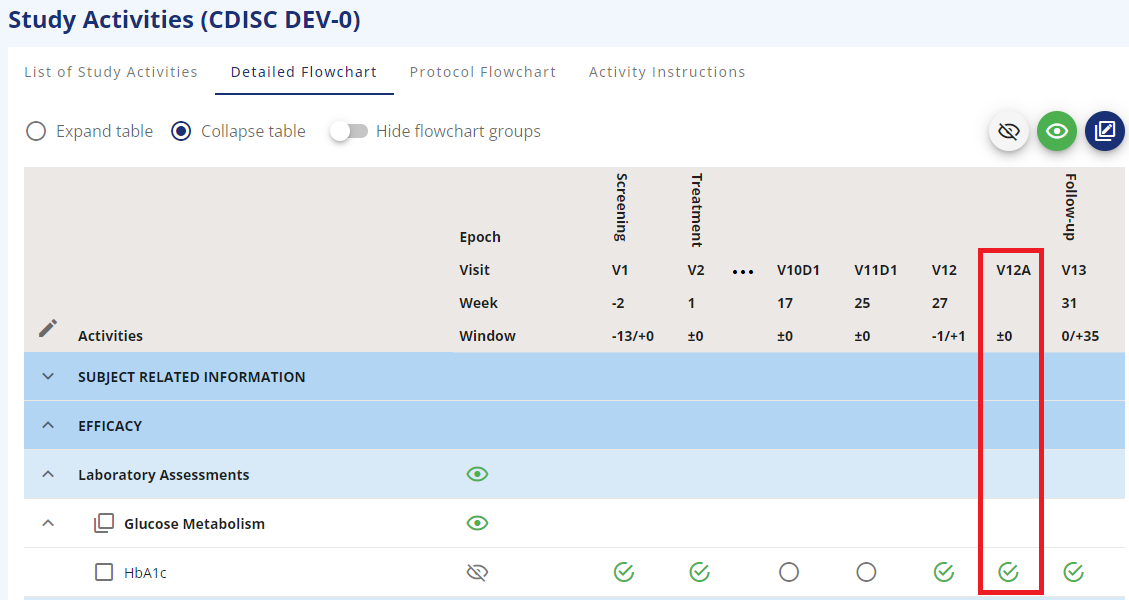 Study Activities (CDISC DEV-0)
List of Study Activities Detailed Flowchart Protocol Flowchart Activity Instructions
Expand table Collapse table Hide flowchart groups
Epoch Screening Treatment Follow-up
Visit V1 V2 ... V10D1 V11D1 V12 V12A V13
Week -2 1 17 25 27 31
Activities Window -13/+0 ±0 ±0 ±0 -1/+1 ±0 0/+35
SUBJECT RELATED INFORMATION
EFFICACY
Laboratory Assessments
Glucose Metabolism
HbA1c